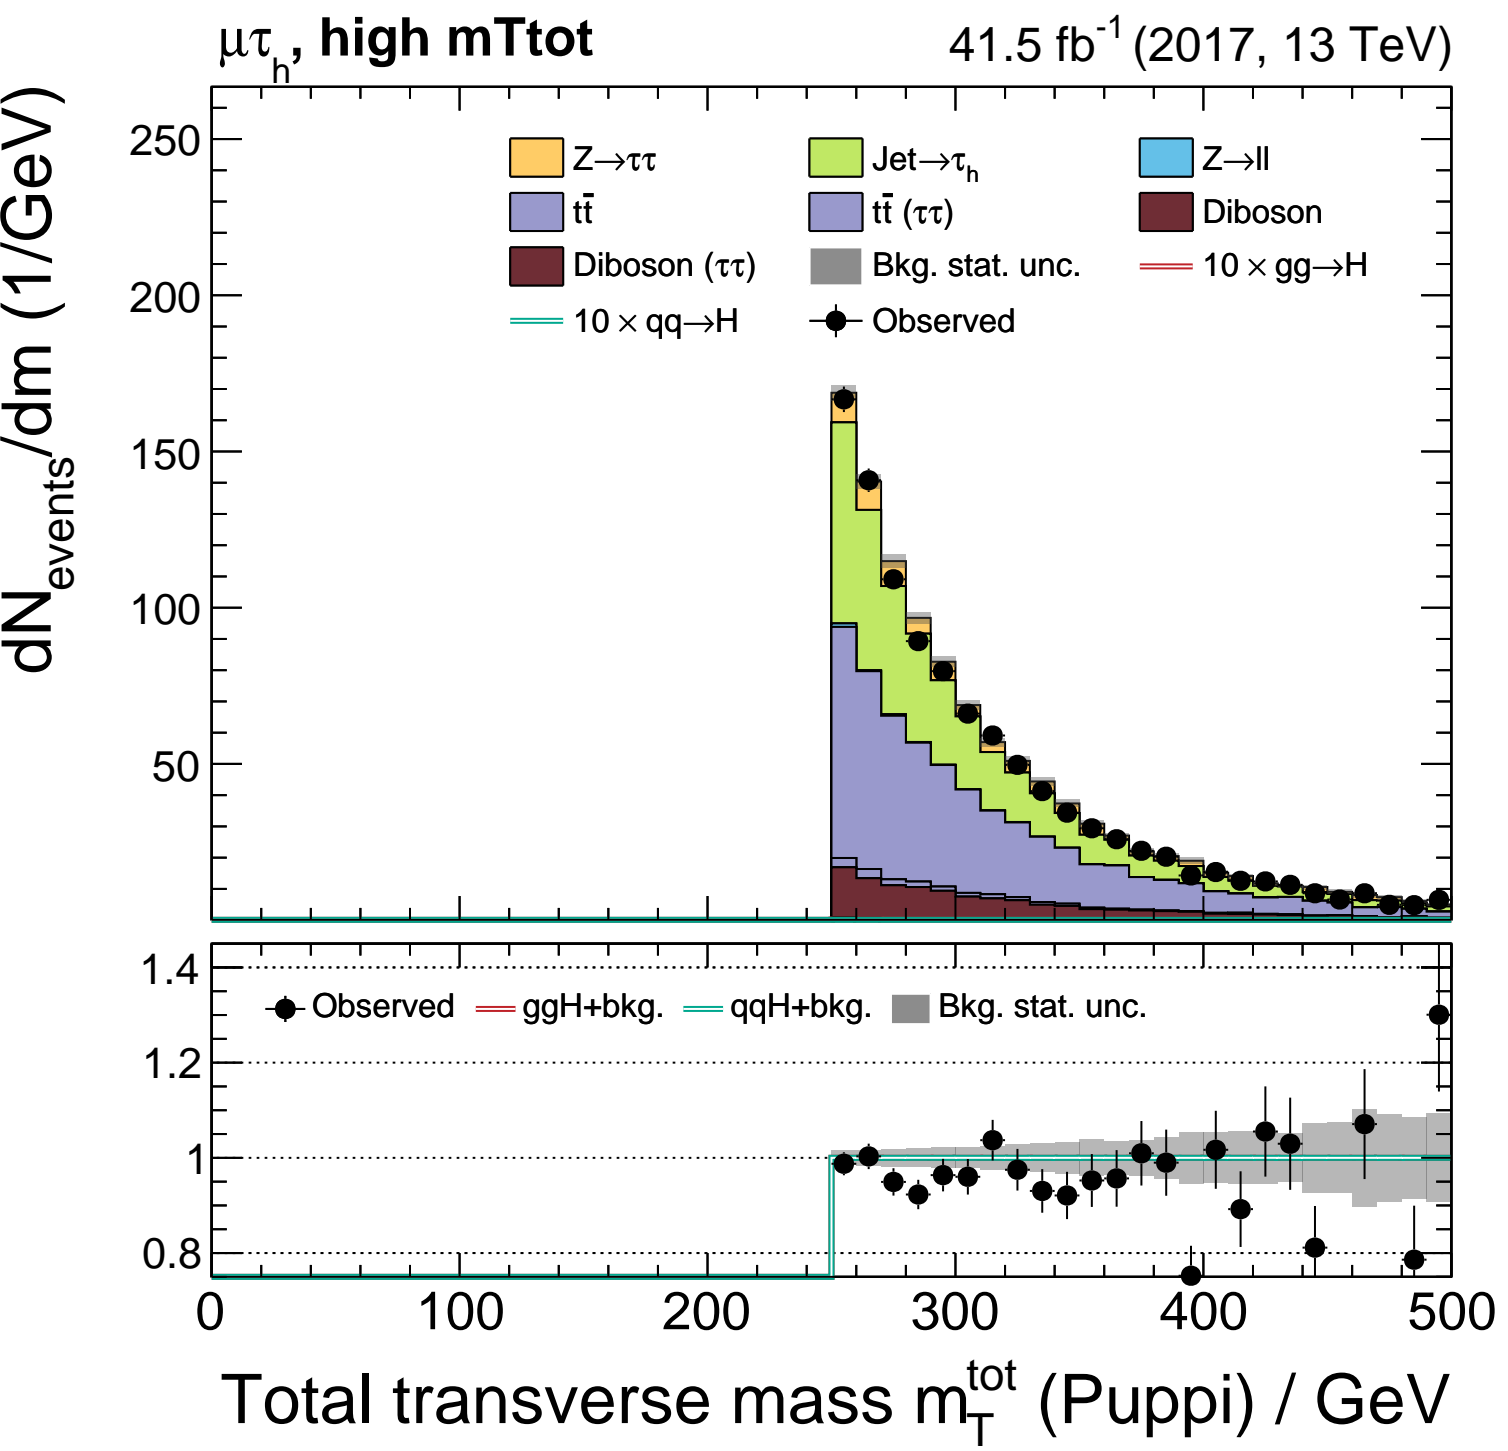 μτₕ, high mTtot 41.5 fb⁻¹ (2017, 13 TeV)
dN_events/dm (1/GeV)
250
200
150
100
50
Z→ττ Jet→τₕ Z→ll
tt̄ tt̄ (ττ) Diboson
Diboson (ττ) Bkg. stat. unc. 10 × gg→H
10 × qq→H Observed
1.4
1.2
1
0.8
Observed ggH+bkg. qqH+bkg. Bkg. stat. unc.
0 100 200 300 400 500
Total transverse mass m_T^tot (Puppi) / GeV